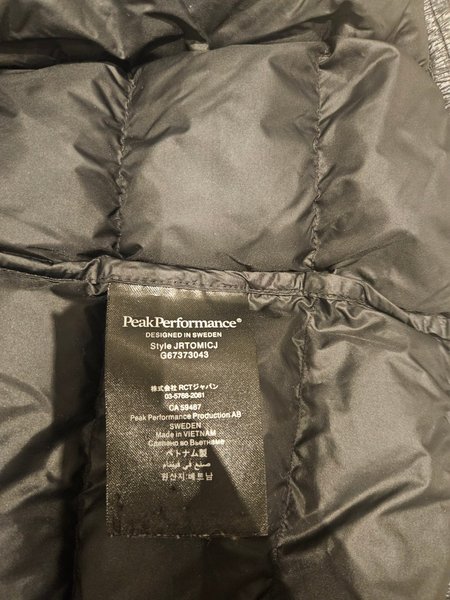 PeakPerformance®
DESIGNED IN SWEDEN
Style JRTOMICJ
G67373043
株式会社 RCTジャパン
03-5768-2061
CA 59467
Peak Performance Production AB
SWEDEN
Made in VIETNAM
Сделано во Вьетнаме
ベトナム製
صنع في فيتنام
원산지:베트남